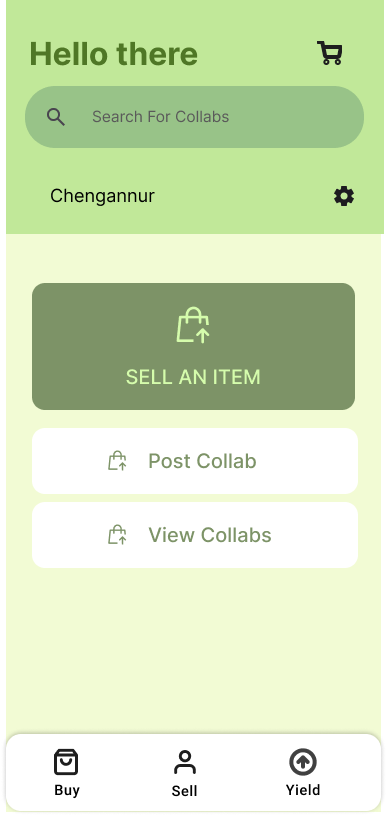 Hello there
Search For Collabs
Chengannur
SELL AN ITEM
Post Collab
View Collabs
Buy
Sell
Yield